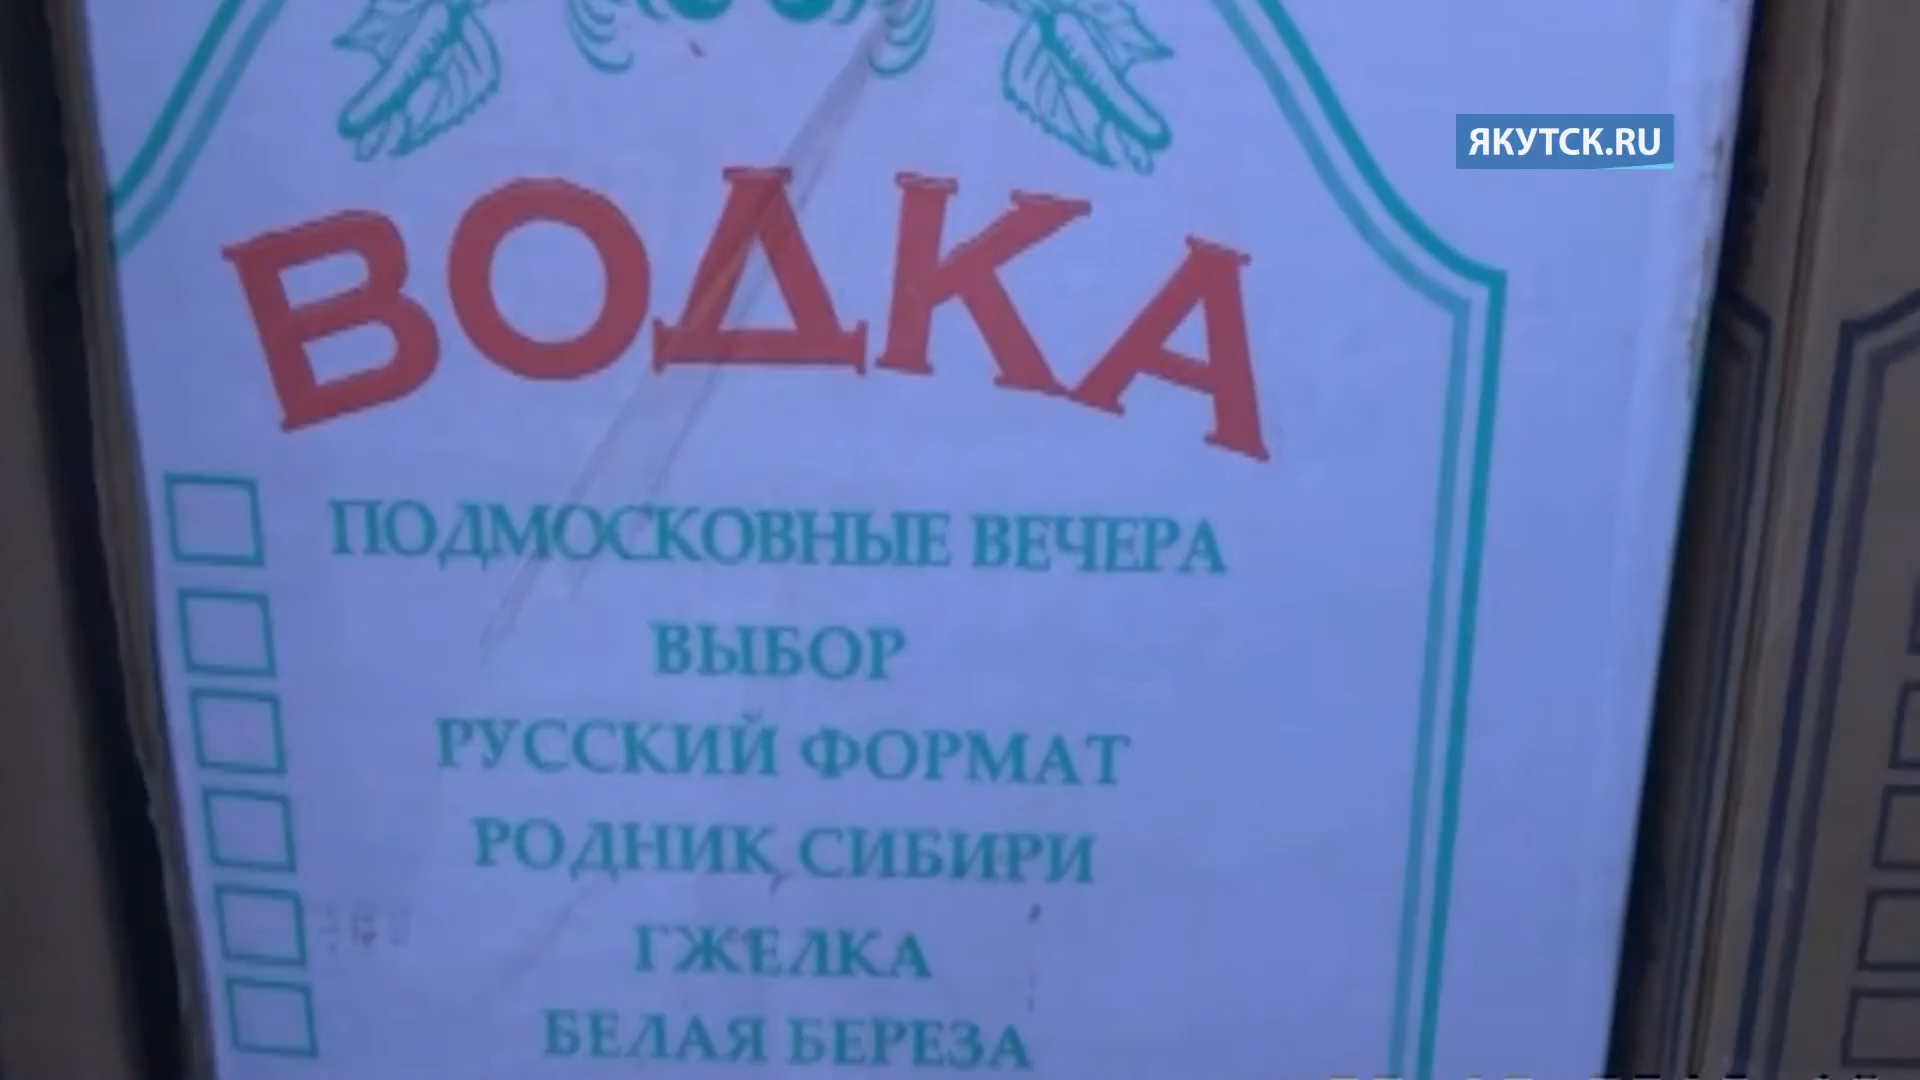 ЯКУТСК.RU
ВОДКА
ПОДМОСКОВНЫЕ ВЕЧЕРА
ВЫБОР
РУССКИЙ ФОРМАТ
РОДНИК СИБИРИ
ГЖЕЛКА
БЕЛАЯ БЕРЕЗА